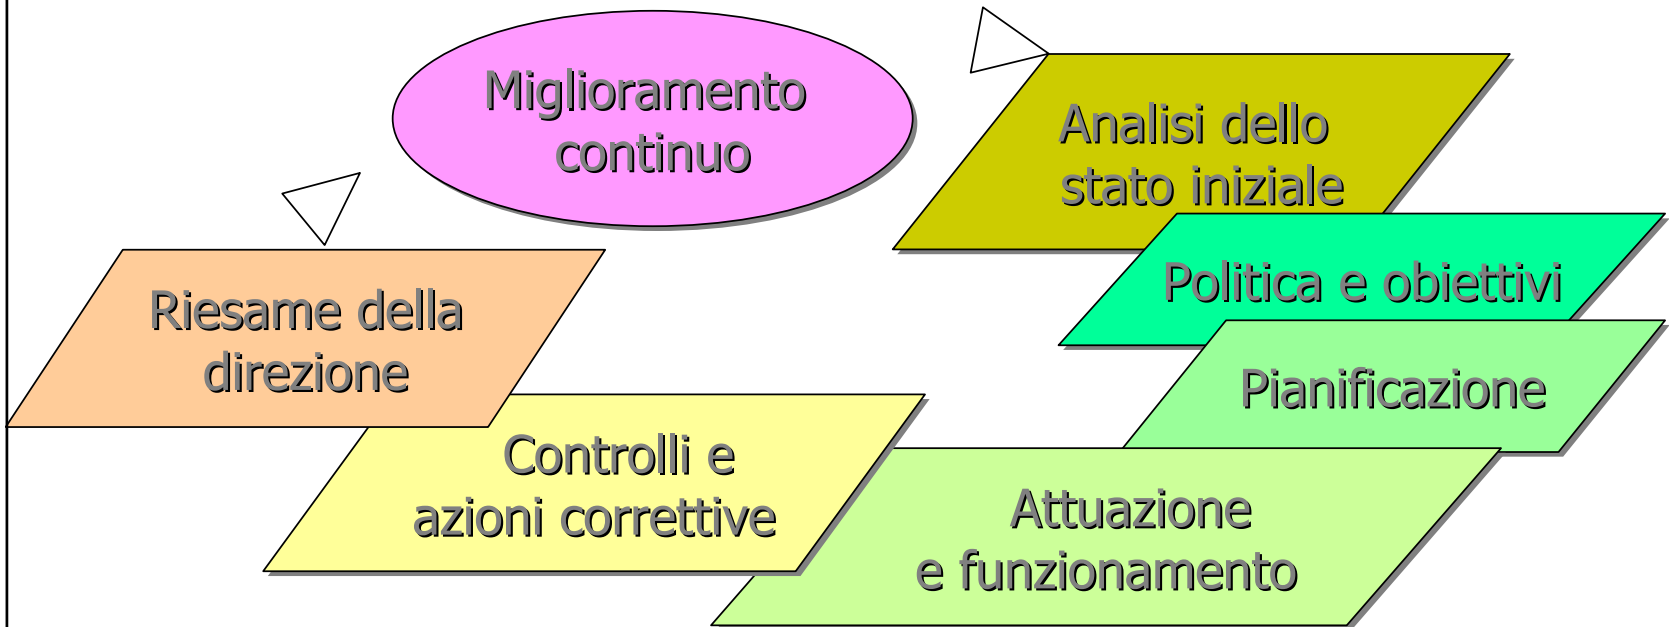 Miglioramento
continuo
Analisi dello
stato iniziale
Politica e obiettivi
Pianificazione
Attuazione
e funzionamento
Controlli e
azioni correttive
Riesame della
direzione